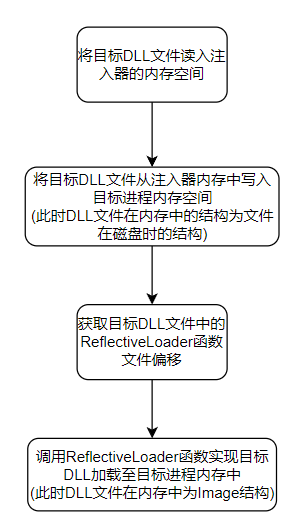 将目标DLL文件读入注
入器的内存空间
将目标DLL文件从注入器内存中写入
目标进程内存空间
(此时DLL文件在内存中的结构为文件
在磁盘时的结构)
获取目标DLL文件中的
ReflectiveLoader函数
文件偏移
调用ReflectiveLoader函数实现目标
DLL加载至目标进程内存中
(此时DLL文件在内存中为Image结构)